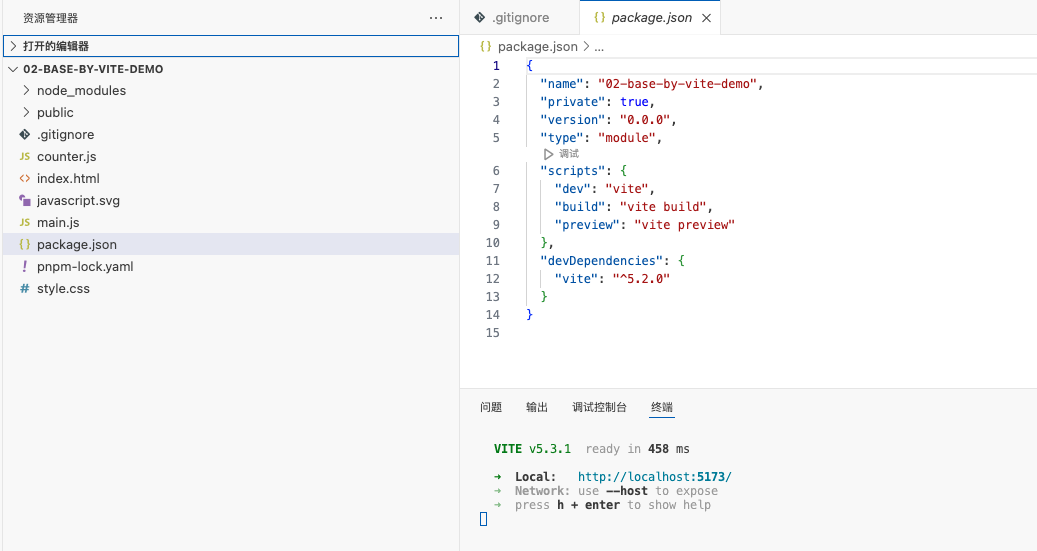 资源管理器
打开的编辑器
02-BASE-BY-VITE-DEMO
node_modules
public
.gitignore
JS counter.js
<> index.html
javascript.svg
JS main.js
{} package.json
! pnpm-lock.yaml
# style.css
.gitignore
{} package.json
{} package.json > ...
1 {
2 "name": "02-base-by-vite-demo",
3 "private": true,
4 "version": "0.0.0",
5 "type": "module",
调试
6 "scripts": {
7 "dev": "vite",
8 "build": "vite build",
9 "preview": "vite preview"
10 },
11 "devDependencies": {
12 "vite": "^5.2.0"
13 }
14 }
15
问题 输出 调试控制台 终端
VITE v5.3.1 ready in 458 ms
➜ Local: http://localhost:5173/
➜ Network: use --host to expose
➜ press h + enter to show help